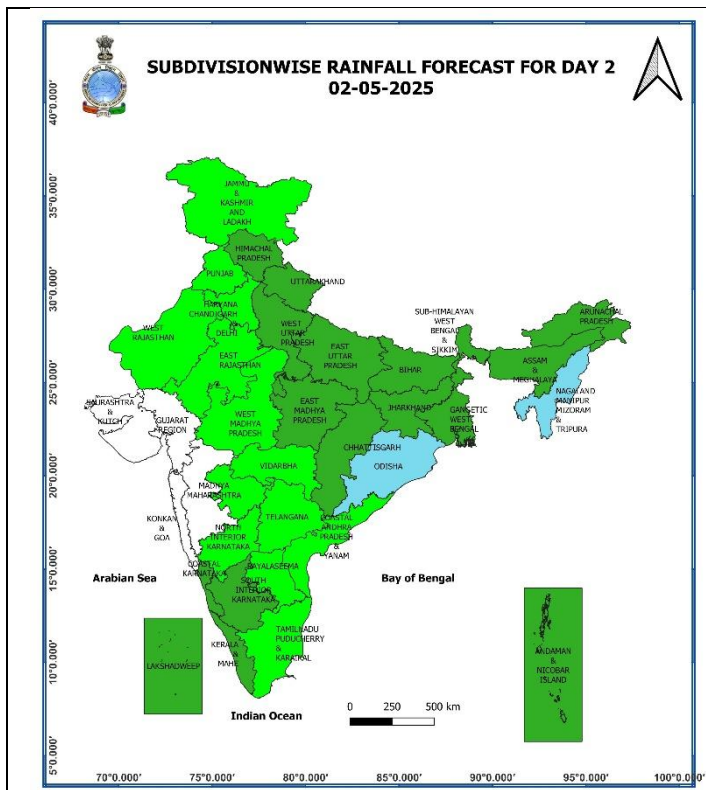 SUBDIVISIONWISE RAINFALL FORECAST FOR DAY 2
02-05-2025
40°0.000'
35°0.000'
30°0.000'
25°0.000'
20°0.000'
15°0.000'
10°0.000'
5°0.000'
JAMMU
&
KASHMIR
AND
LADAKH
HIMACHAL
PRADESH
PUNJAB
UTTARAKHAND
HARYANA
CHANDIGARH
DELHI
WEST
RAJASTHAN
WEST
UTTAR
PRADESH
EAST
UTTAR
PRADESH
SUB-HIMALAYAN
WEST
BENGAL
&
SIKKIM
ARUNACHAL
PRADESH
EAST
RAJASTHAN
BIHAR
ASSAM
&
MEGHALAYA
SAURASHTRA
&
KUTCH
GUJARAT
REGION
WEST
MADHYA
PRADESH
EAST
MADHYA
PRADESH
JHARKHAND
GANGETIC
WEST
BENGAL
NAGALAND
MANIPUR
MIZORAM
&
TRIPURA
CHHATTISGARH
ODISHA
VIDARBHA
MADHYA
MAHARASHTRA
KONKAN
&
GOA
TELANGANA
COASTAL
ANDHRA
PRADESH
&
YANAM
NORTH
INTERIOR
KARNATAKA
COASTAL
KARNATAKA
RAYALASEEMA
SOUTH
INTERIOR
KARNATAKA
Arabian Sea
Bay of Bengal
TAMILNADU
PUDUCHERRY
&
KARAIKAL
KERALA
&
MAHE
LAKSHADWEEP
ANDAMAN
&
NICOBAR
ISLAND
Indian Ocean
0 250 500 km
70°0.000' 75°0.000' 80°0.000' 85°0.000' 90°0.000' 95°0.000' 100°0.000'